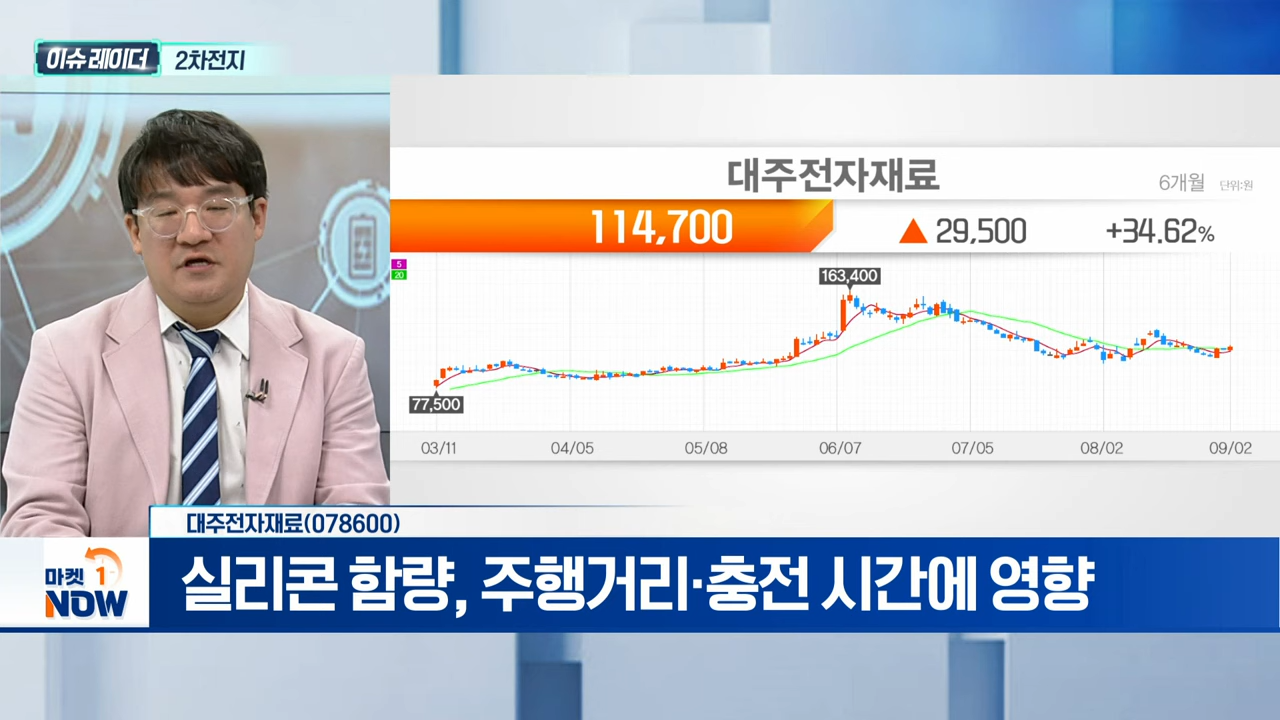 이슈레이더 2차전지
대주전자재료
6개월 단위:원
114,700 ▲ 29,500 +34.62%
5
20
163,400
77,500
03/11 04/05 05/08 06/07 07/05 08/02 09/02
대주전자재료(078600)
마켓 1
NOW
실리콘 함량, 주행거리·충전 시간에 영향